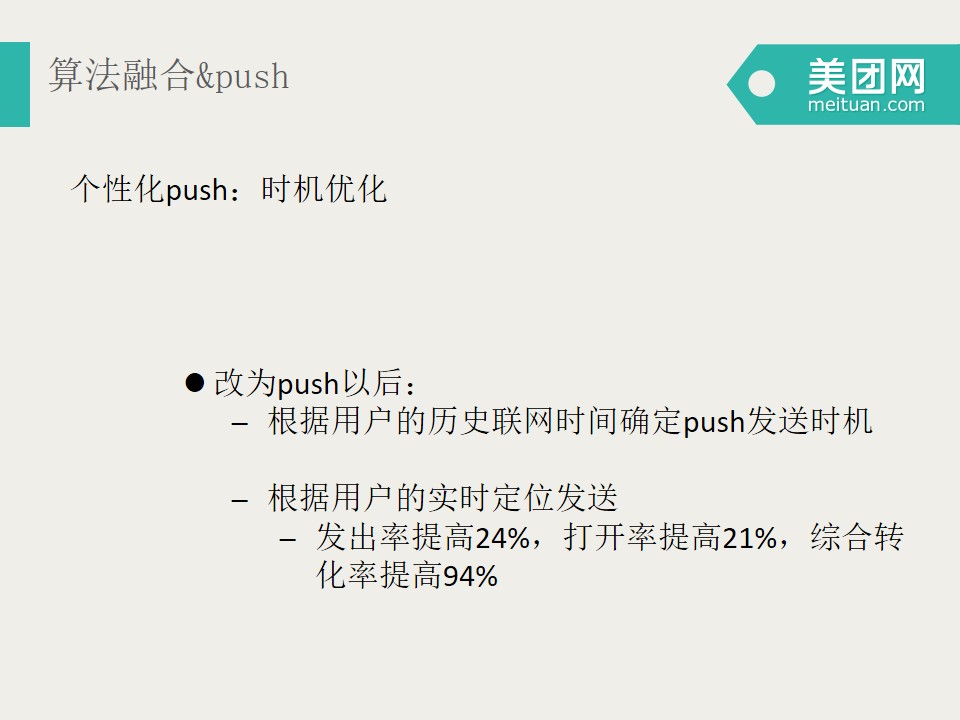 算法融合&push
美团网
meituan.com
个性化push：时机优化
● 改为push以后：
– 根据用户的历史联网时间确定push发送时机
– 根据用户的实时定位发送
– 发出率提高24%，打开率提高21%，综合转
化率提高94%